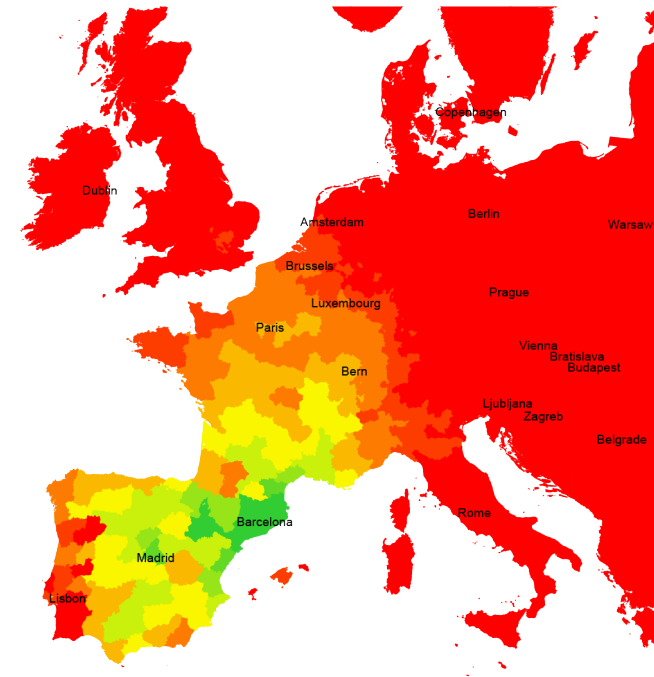 Copenhagen
Dublin
Berlin
Amsterdam
Warsaw
Brussels
Prague
Luxembourg
Paris
Vienna
Bratislava
Budapest
Bern
Ljubljana
Zagreb
Belgrade
Rome
Barcelona
Madrid
Lisbon